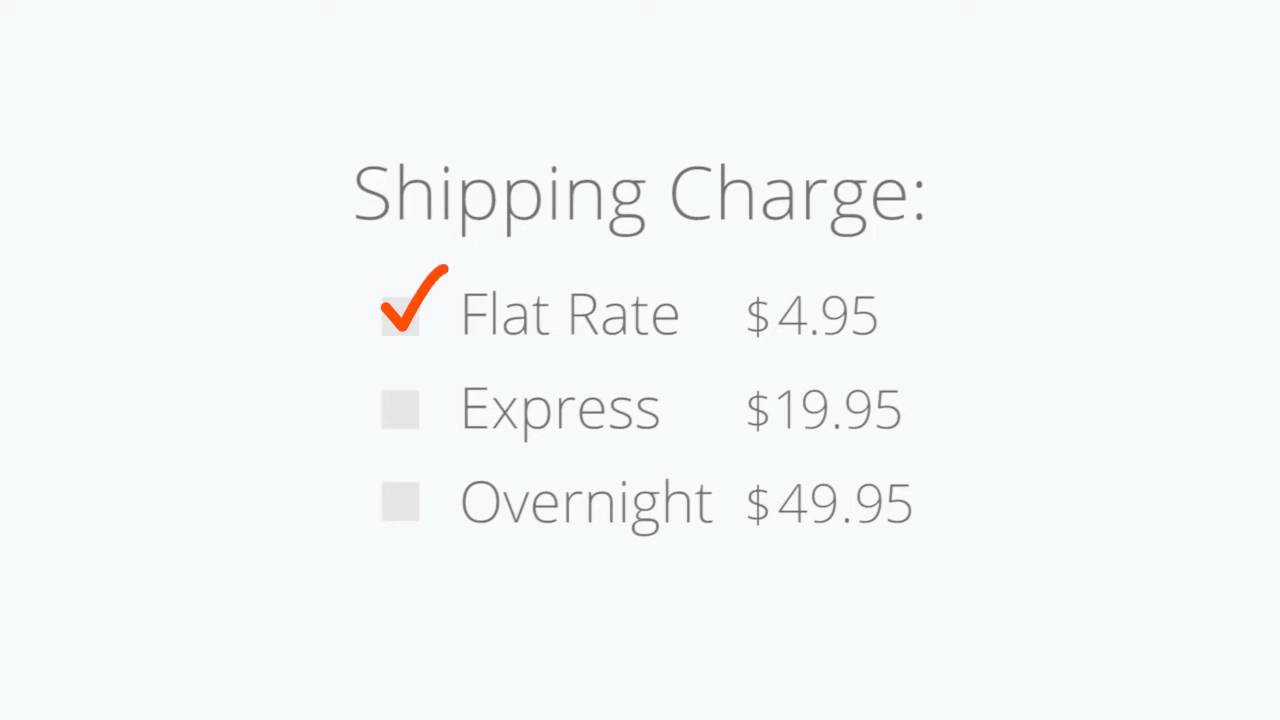 Shipping Charge:
Flat Rate $4.95
Express $19.95
Overnight $49.95